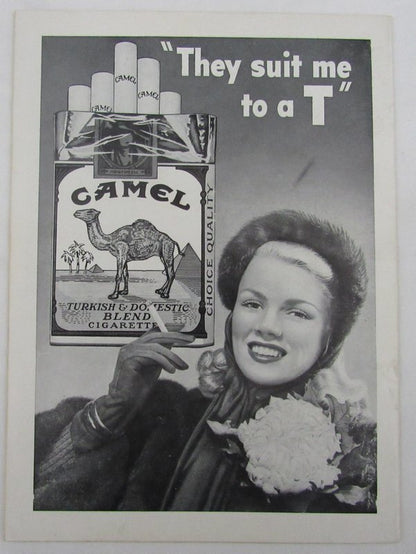 "They suit me
to a T"
CAMEL
CAMEL
CAMEL
CAMEL
CHOICE QUALITY
TURKISH & DOMESTIC
BLEND
CIGARETTES